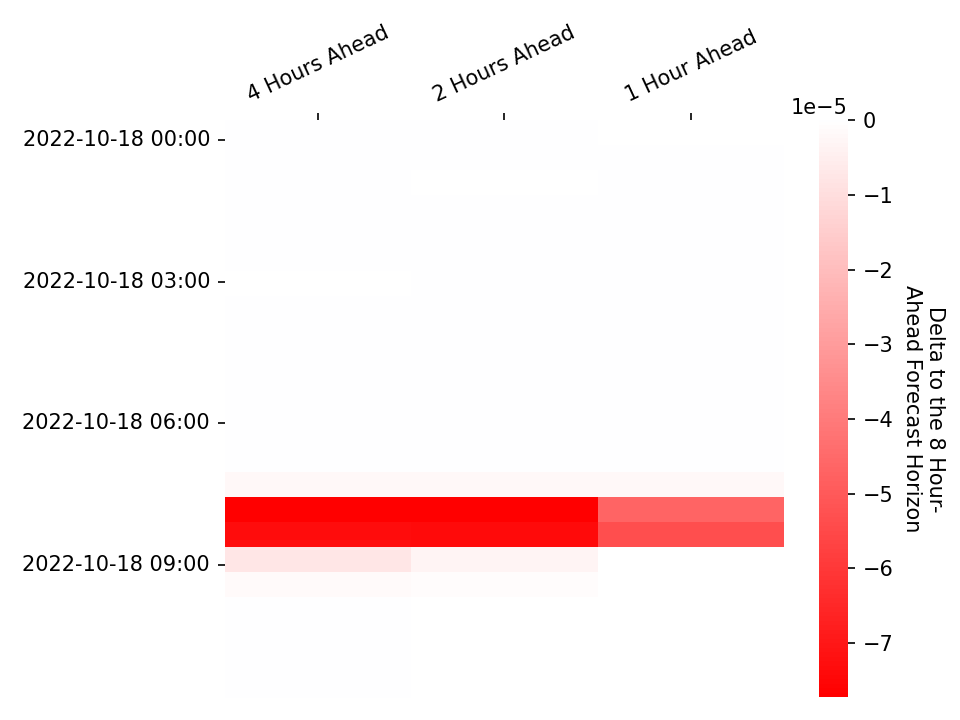 4 Hours Ahead
2 Hours Ahead
1 Hour Ahead
2022-10-18 00:00
2022-10-18 03:00
2022-10-18 06:00
2022-10-18 09:00
1e−5
0
−1
−2
−3
−4
−5
−6
−7
Delta to the 8 Hour-
Ahead Forecast Horizon